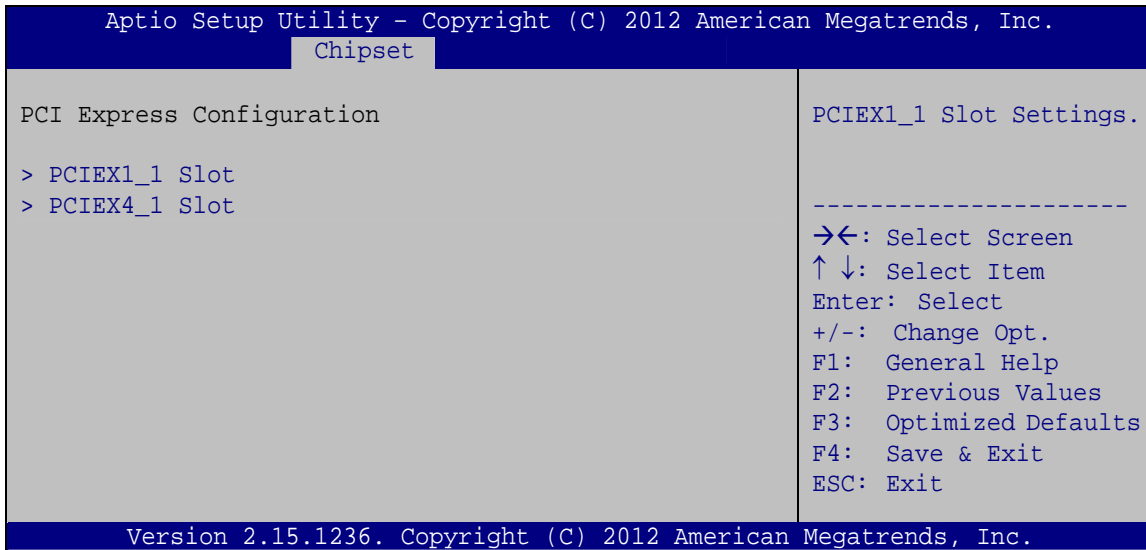 Aptio Setup Utility – Copyright (C) 2012 American Megatrends, Inc.
Chipset
PCI Express Configuration
> PCIEX1_1 Slot
> PCIEX4_1 Slot
PCIEX1_1 Slot Settings.
----------------------
→←: Select Screen
↑ ↓: Select Item
Enter: Select
+/-: Change Opt.
F1: General Help
F2: Previous Values
F3: Optimized Defaults
F4: Save & Exit
ESC: Exit
Version 2.15.1236. Copyright (C) 2012 American Megatrends, Inc.